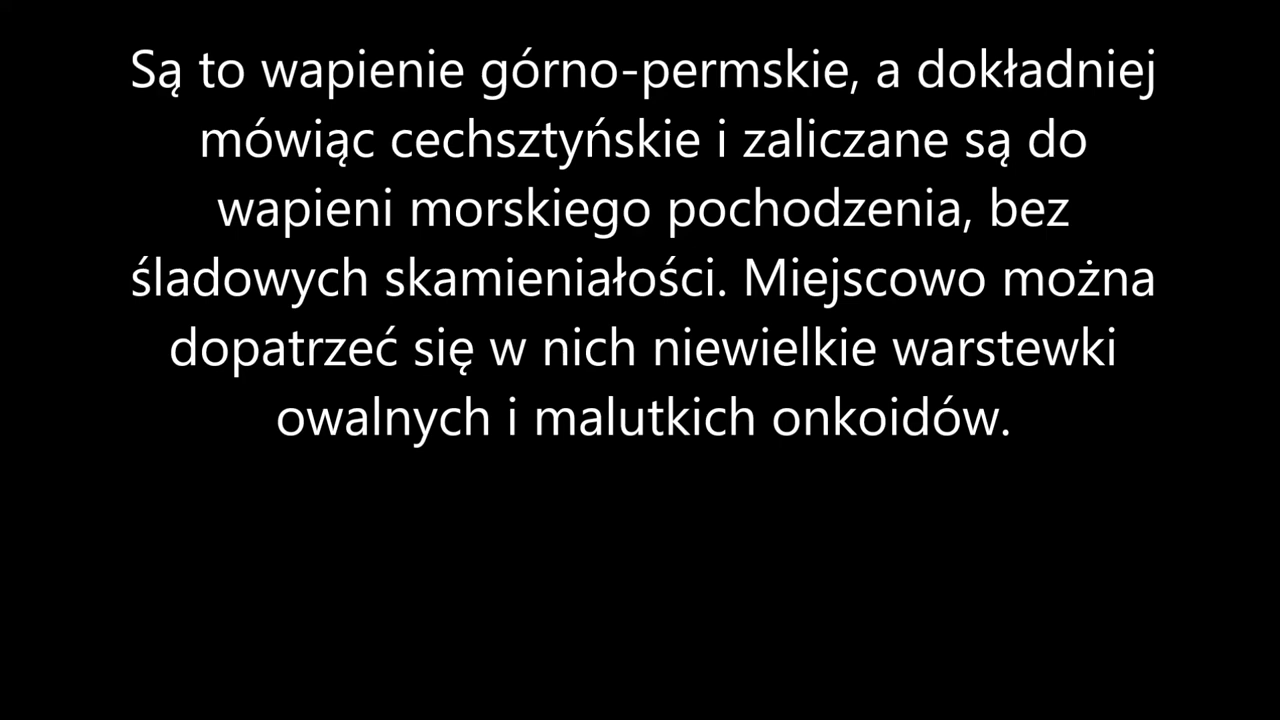 Są to wapienie górno-permskie, a dokładniej
mówiąc cechsztyńskie i zaliczane są do
wapieni morskiego pochodzenia, bez
śladowych skamieniałości. Miejscowo można
dopatrzeć się w nich niewielkie warstewki
owalnych i malutkich onkoidów.